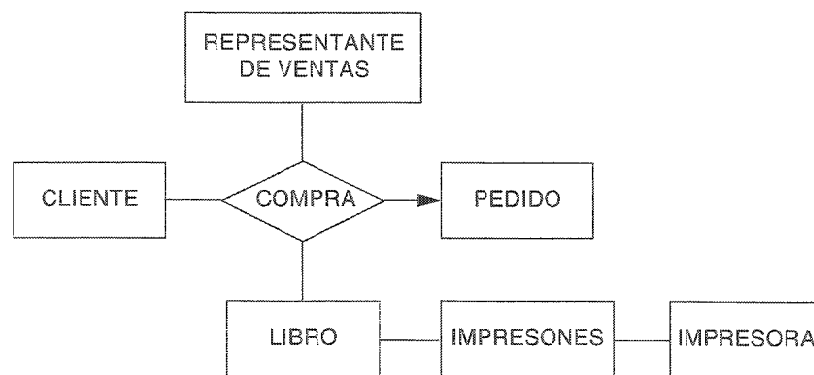 REPRESENTANTE
DE VENTAS
CLIENTE
COMPRA
PEDIDO
LIBRO
IMPRESONES
IMPRESORA